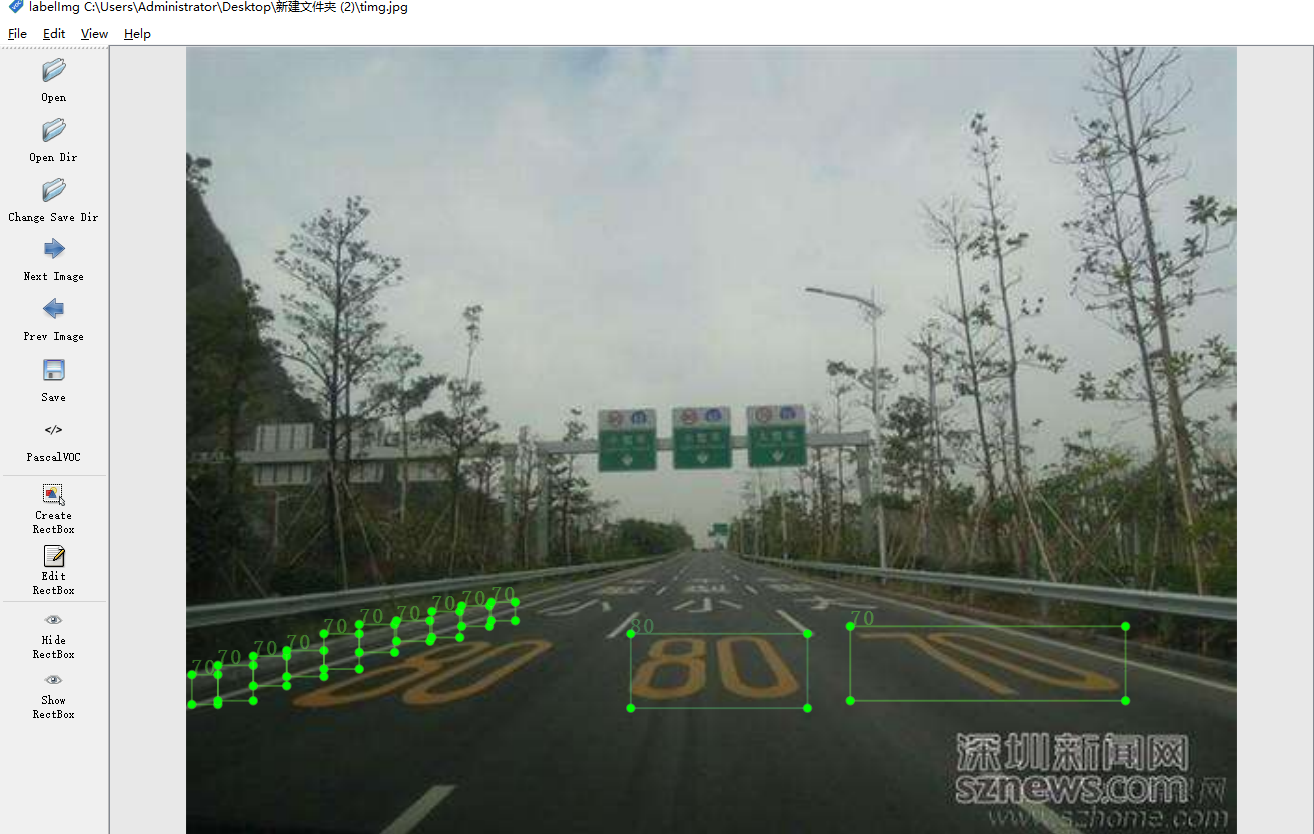 labelImg C:\Users\Administrator\Desktop\新建文件夹 (2)\timg.jpg
File Edit View Help
Open
Open Dir
Change Save Dir
Next Image
Prev Image
Save
</>
PascalVOC
Create
RectBox
Edit
RectBox
Hide
RectBox
Show
RectBox
70 70 70 70 70 70 70 70 70 70
80
70
80 80 70
深圳新闻网
sznews.com
www.szhome.com